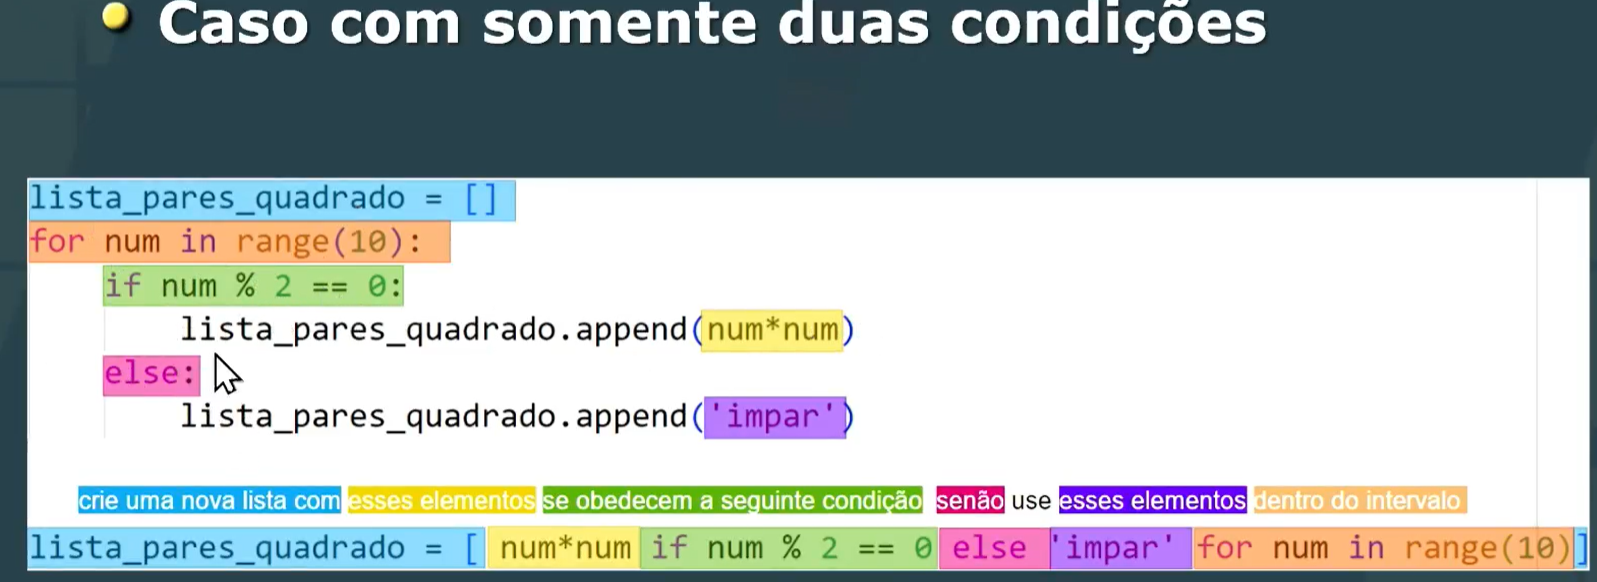 Caso com somente duas condições
lista_pares_quadrado = []
for num in range(10):
if num % 2 == 0:
lista_pares_quadrado.append(num*num)
else:
lista_pares_quadrado.append('impar')
crie uma nova lista com esses elementos se obedecem a seguinte condição senão use esses elementos dentro do intervalo
lista_pares_quadrado = [ num*num if num % 2 == 0 else 'impar' for num in range(10)]